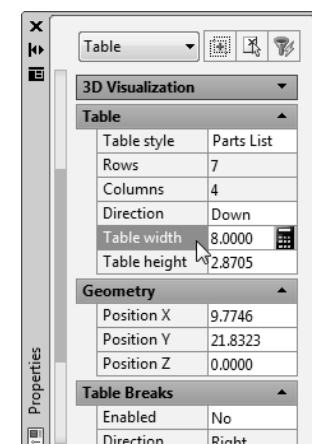 Table
3D Visualization
Table
Table style Parts List
Rows 7
Columns 4
Direction Down
Table width 8.0000
Table height 2.8705
Geometry
Position X 9.7746
Position Y 21.8323
Position Z 0.0000
Table Breaks
Enabled No
Direction Right
Properties